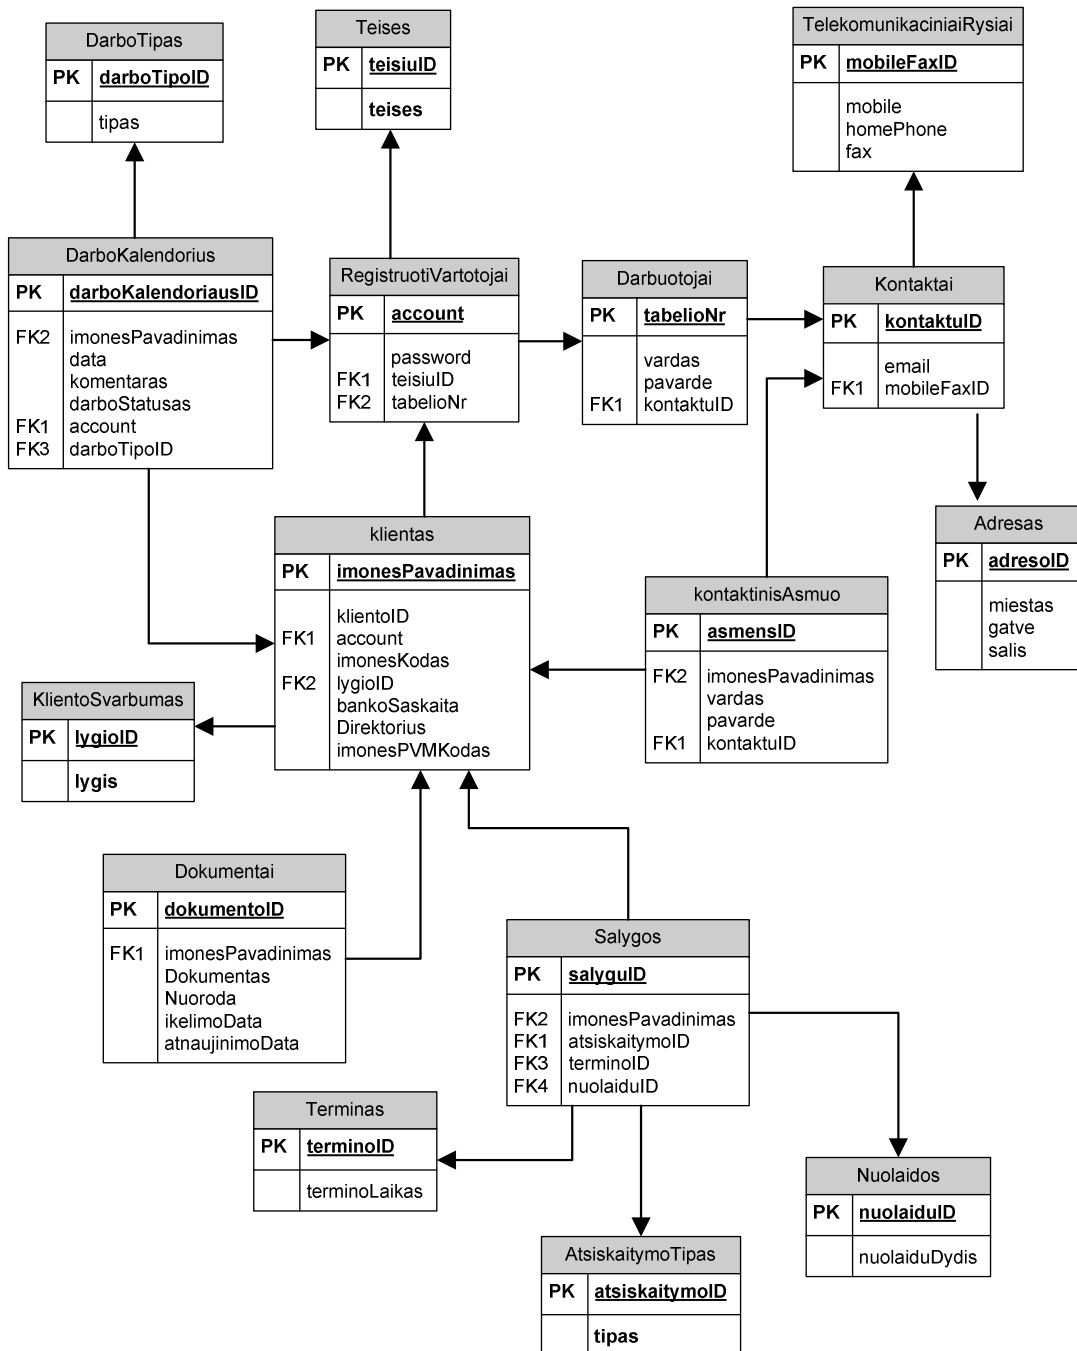 DarboTipas
PK darboTipoID
tipas
Teises
PK teisiuID
teises
TelekomunikaciniaiRysiai
PK mobileFaxID
mobile
homePhone
fax
DarboKalendorius
PK darboKalendoriausID
FK2 imonesPavadinimas
data
komentaras
darboStatusas
FK1 account
FK3 darboTipoID
RegistruotiVartotojai
PK account
password
FK1 teisiuID
FK2 tabelioNr
Darbuotojai
PK tabelioNr
vardas
pavarde
FK1 kontaktuID
Kontaktai
PK kontaktuID
email
FK1 mobileFaxID
Adresas
PK adresoID
miestas
gatve
salis
klientas
PK imonesPavadinimas
klientoID
FK1 account
imonesKodas
FK2 lygioID
bankoSaskaita
Direktorius
imonesPVMKodas
kontaktinisAsmuo
PK asmensID
FK2 imonesPavadinimas
vardas
pavarde
FK1 kontaktuID
KlientoSvarbumas
PK lygioID
lygis
Dokumentai
PK dokumentoID
FK1 imonesPavadinimas
Dokumentas
Nuoroda
ikelimoData
atnaujinimoData
Salygos
PK salyguID
FK2 imonesPavadinimas
FK1 atsiskaitymoID
FK3 terminoID
FK4 nuolaiduID
Terminas
PK terminoID
terminoLaikas
Nuolaidos
PK nuolaiduID
nuolaiduDydis
AtsiskaitymoTipas
PK atsiskaitymoID
tipas